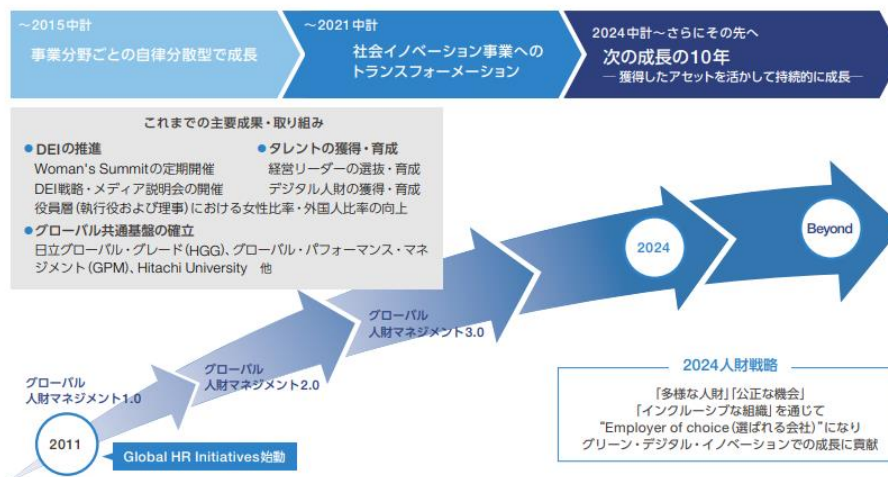 ～2015中計
事業分野ごとの自律分散型で成長
～2021中計
社会イノベーション事業への
トランスフォーメーション
2024中計～さらにその先へ
次の成長の10年
― 獲得したアセットを活かして持続的に成長―
これまでの主要成果・取り組み
● DEIの推進
Woman's Summitの定期開催
DEI戦略・メディア説明会の開催
役員層(執行役および理事)における女性比率・外国人比率の向上
● タレントの獲得・育成
経営リーダーの選抜・育成
デジタル人財の獲得・育成
● グローバル共通基盤の確立
日立グローバル・グレード(HGG)、グローバル・パフォーマンス・マネ
ジメント(GPM)、Hitachi University　他
2024
Beyond
グローバル
人財マネジメント3.0
グローバル
人財マネジメント2.0
グローバル
人財マネジメント1.0
2011
Global HR Initiatives始動
2024人財戦略
「多様な人財」「公正な機会」
「インクルーシブな組織」を通じて
"Employer of choice(選ばれる会社)"になり
グリーン・デジタル・イノベーションでの成長に貢献